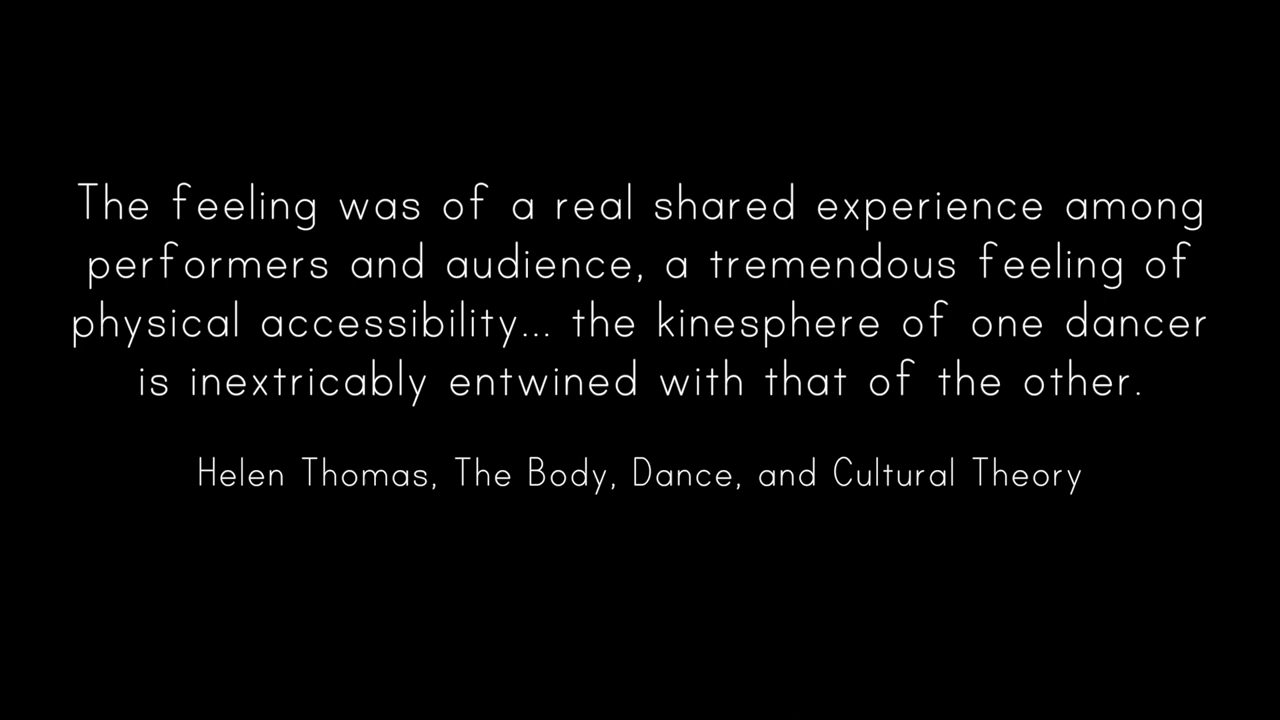 The feeling was of a real shared experience among
performers and audience, a tremendous feeling of
physical accessibility... the kinesphere of one dancer
is inextricably entwined with that of the other.
Helen Thomas, The Body, Dance, and Cultural Theory